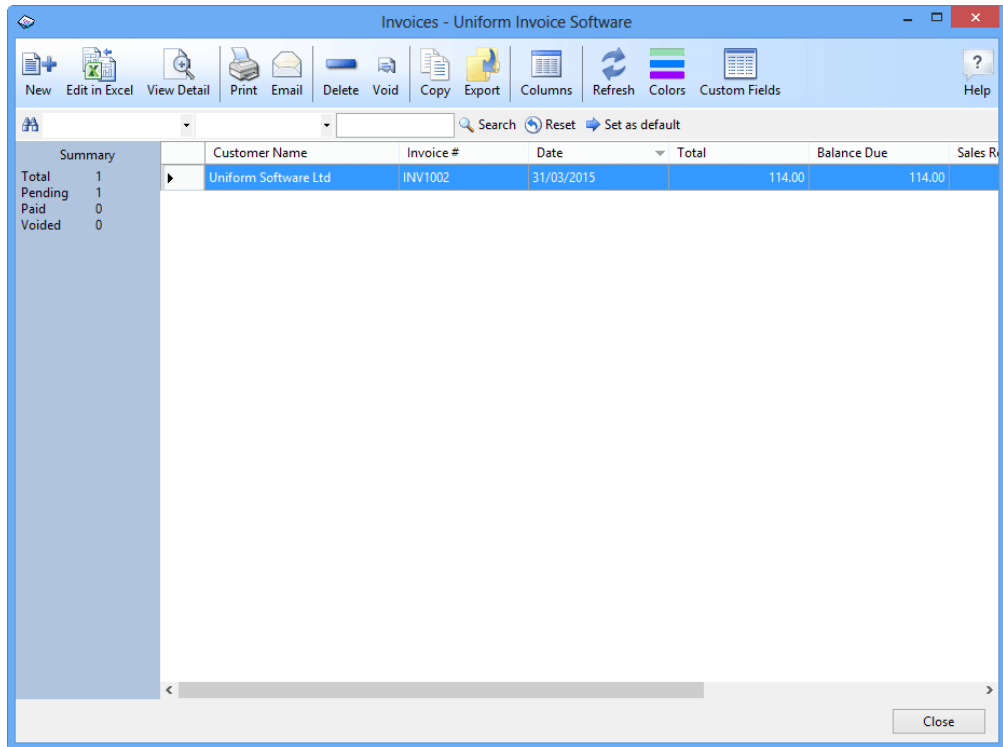 Invoices - Uniform Invoice Software
New Edit in Excel View Detail Print Email Delete Void Copy Export Columns Refresh Colors Custom Fields ? Help
Search Reset Set as default
Summary
Total 1
Pending 1
Paid 0
Voided 0
Customer Name Invoice # Date Total Balance Due Sales R
Uniform Software Ltd INV1002 31/03/2015 114.00 114.00
Close